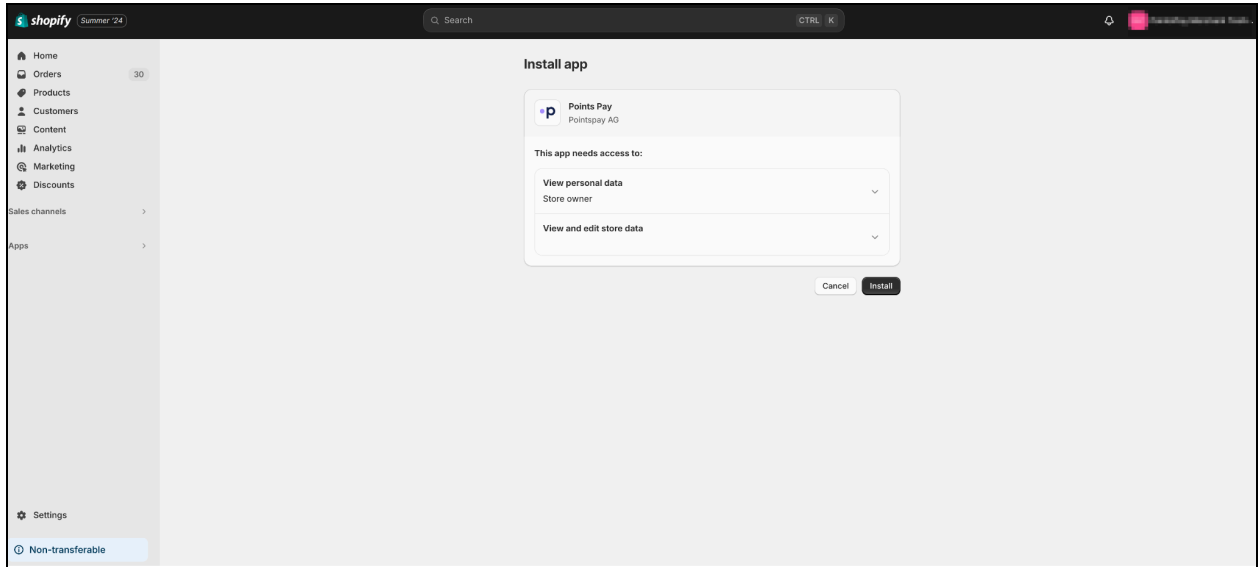 shopify Summer '24
Search CTRL K
Home
Orders 30
Products
Customers
Content
Analytics
Marketing
Discounts
Sales channels
Apps
Settings
Non-transferable
Install app
p
Points Pay
Pointspay AG
This app needs access to:
View personal data
Store owner
View and edit store data
Cancel Install